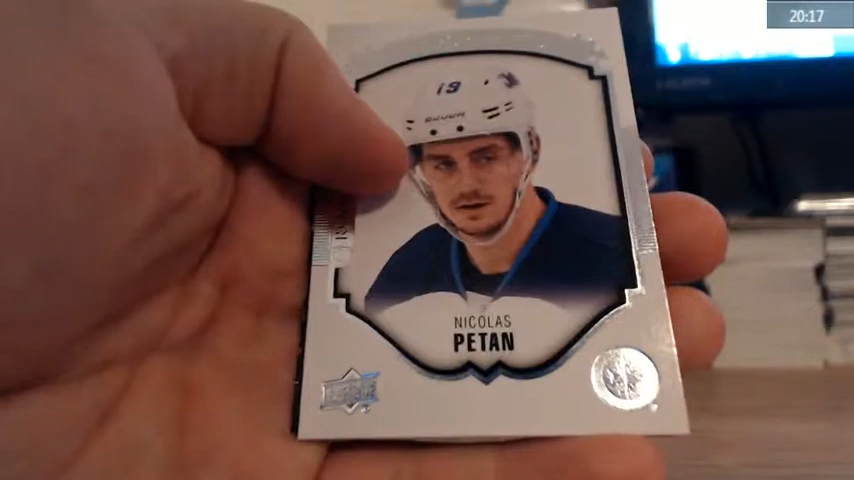 20:17
19
BAUER
NICOLAS
PETAN